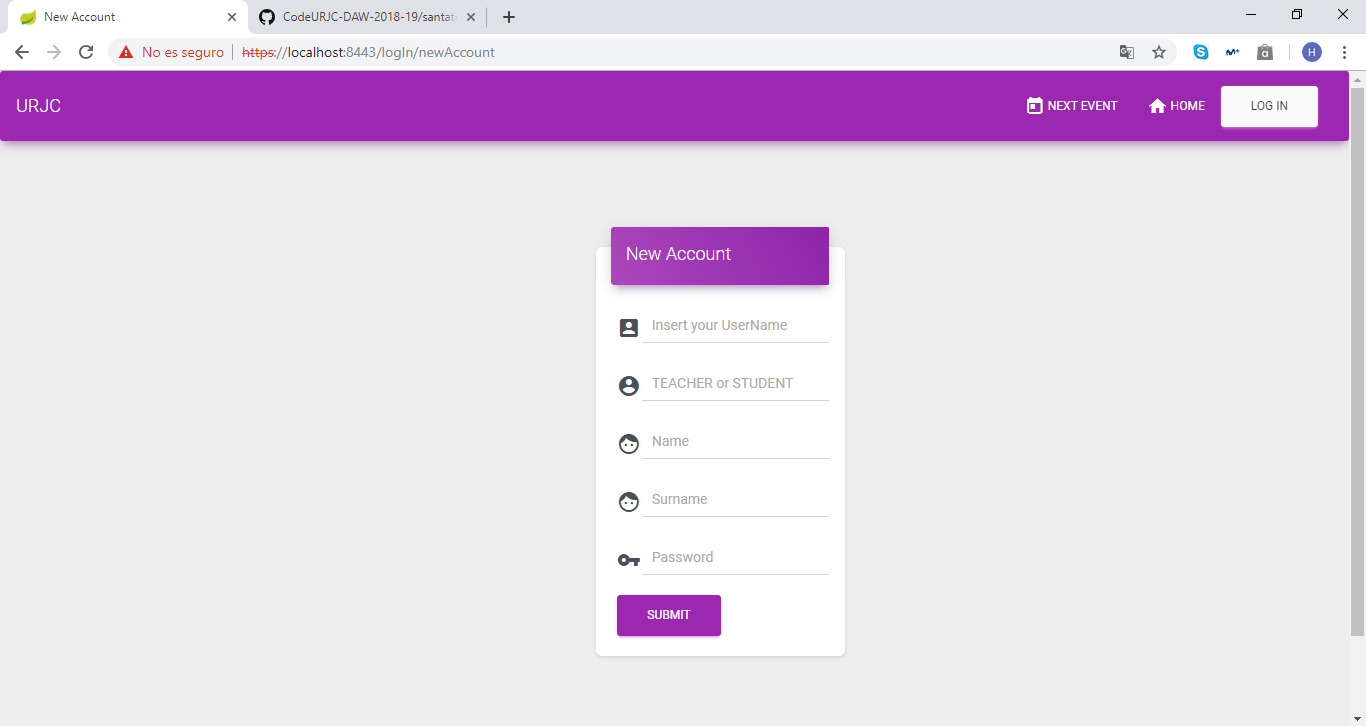 New Account
CodeURJC-DAW-2018-19/santat
No es seguro
https://localhost:8443/logIn/newAccount
H
URJC
NEXT EVENT
HOME
LOG IN
New Account
Insert your UserName
TEACHER or STUDENT
Name
Surname
Password
SUBMIT